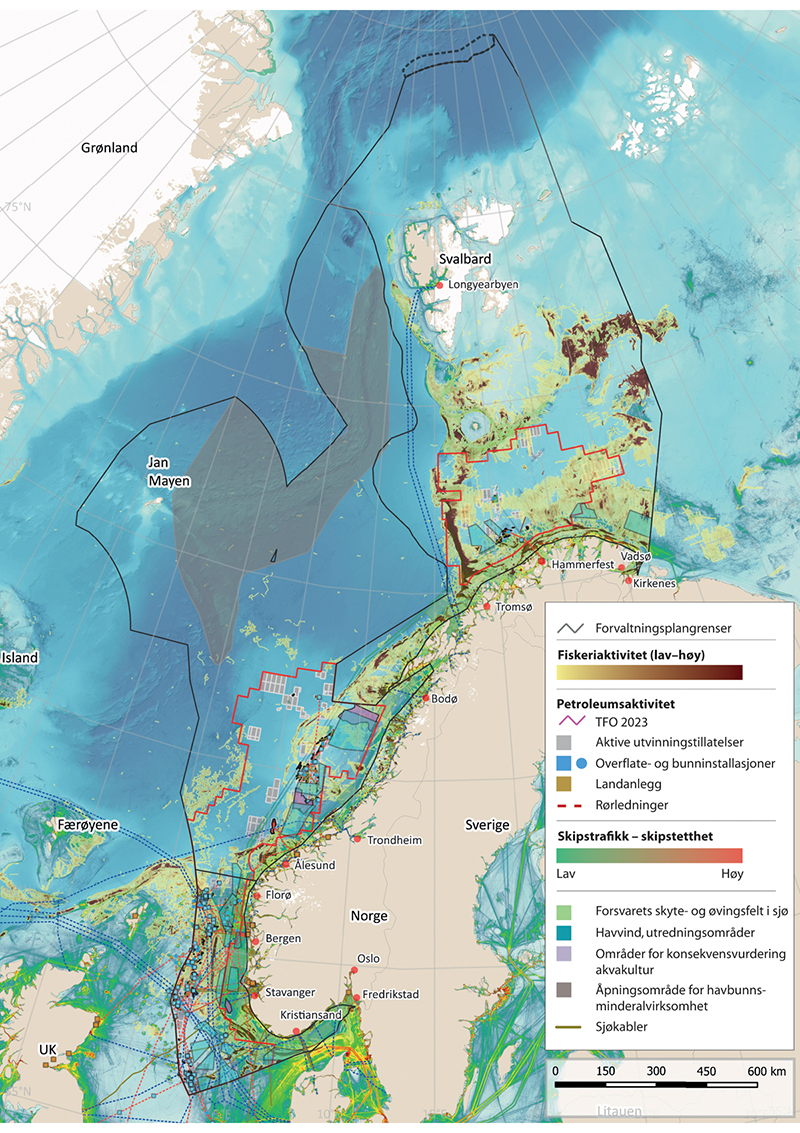 Grønland
75°N
Svalbard
Longyearbyen
Jan
Mayen
Hammerfest
Vadsø
Kirkenes
Tromsø
Island
Bodø
Færøyene
Trondheim
Sverige
Ålesund
Florø
Norge
Bergen
Oslo
Stavanger
Fredrikstad
Kristiansand
UK
Forvaltningsplangrenser
Fiskeriaktivitet (lav–høy)
Petroleumsaktivitet
TFO 2023
Aktive utvinningstillatelser
Overflate- og bunninstallasjoner
Landanlegg
Rørledninger
Skipstrafikk – skipstetthet
Lav Høy
Forsvarets skyte- og øvingsfelt i sjø
Havvind, utredningsområder
Områder for konsekvensvurdering
akvakultur
Åpningsområde for havbunns-
minderalvirksomhet
Sjøkabler
0 150 300 450 600 km
Litauen